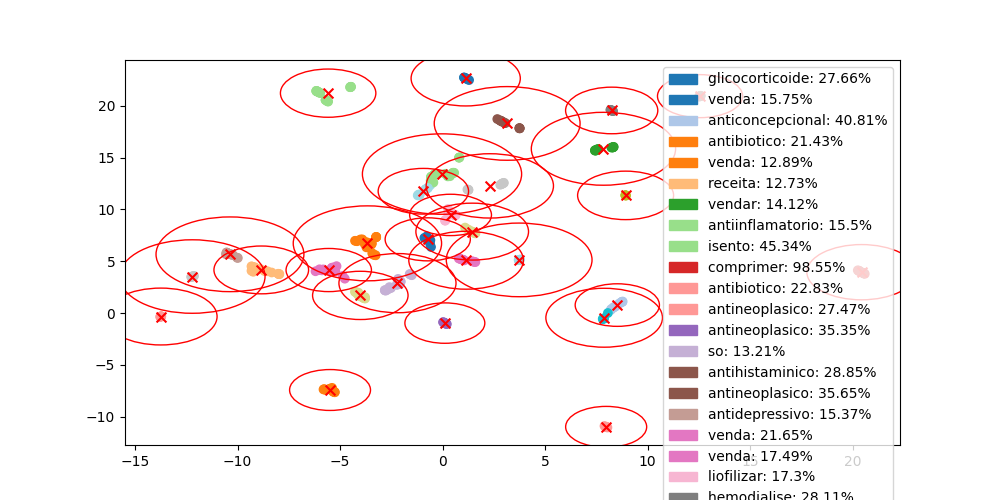 20
15
10
5
0
−5
−10
−15
−10
−5
0
5
10
15
20
glicocorticoide: 27.66%
venda: 15.75%
anticoncepcional: 40.81%
antibiotico: 21.43%
venda: 12.89%
receita: 12.73%
vendar: 14.12%
antiinflamatorio: 15.5%
isento: 45.34%
comprimer: 98.55%
antibiotico: 22.83%
antineoplasico: 27.47%
antineoplasico: 35.35%
so: 13.21%
antihistaminico: 28.85%
antineoplasico: 35.65%
antidepressivo: 15.37%
venda: 21.65%
venda: 17.49%
liofilizar: 17.3%
hemodialise: 28.11%